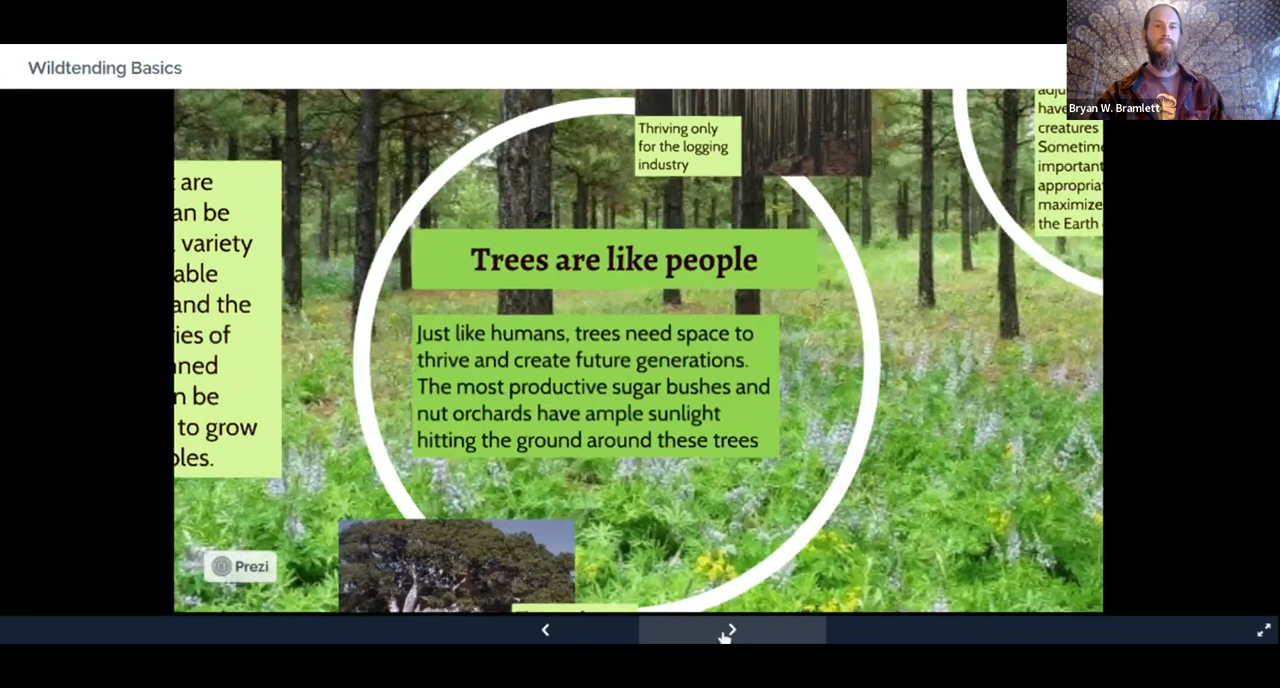 Wildtending Basics
Bryan W. Bramlett
Thriving only
for the logging
industry
have
creatures
important
maximize
the Earth
are
an be
variety
able
and the
ies of
nned
n be
to grow
ples.
Trees are like people
Just like humans, trees need space to
thrive and create future generations.
The most productive sugar bushes and
nut orchards have ample sunlight
hitting the ground around these trees
Prezi